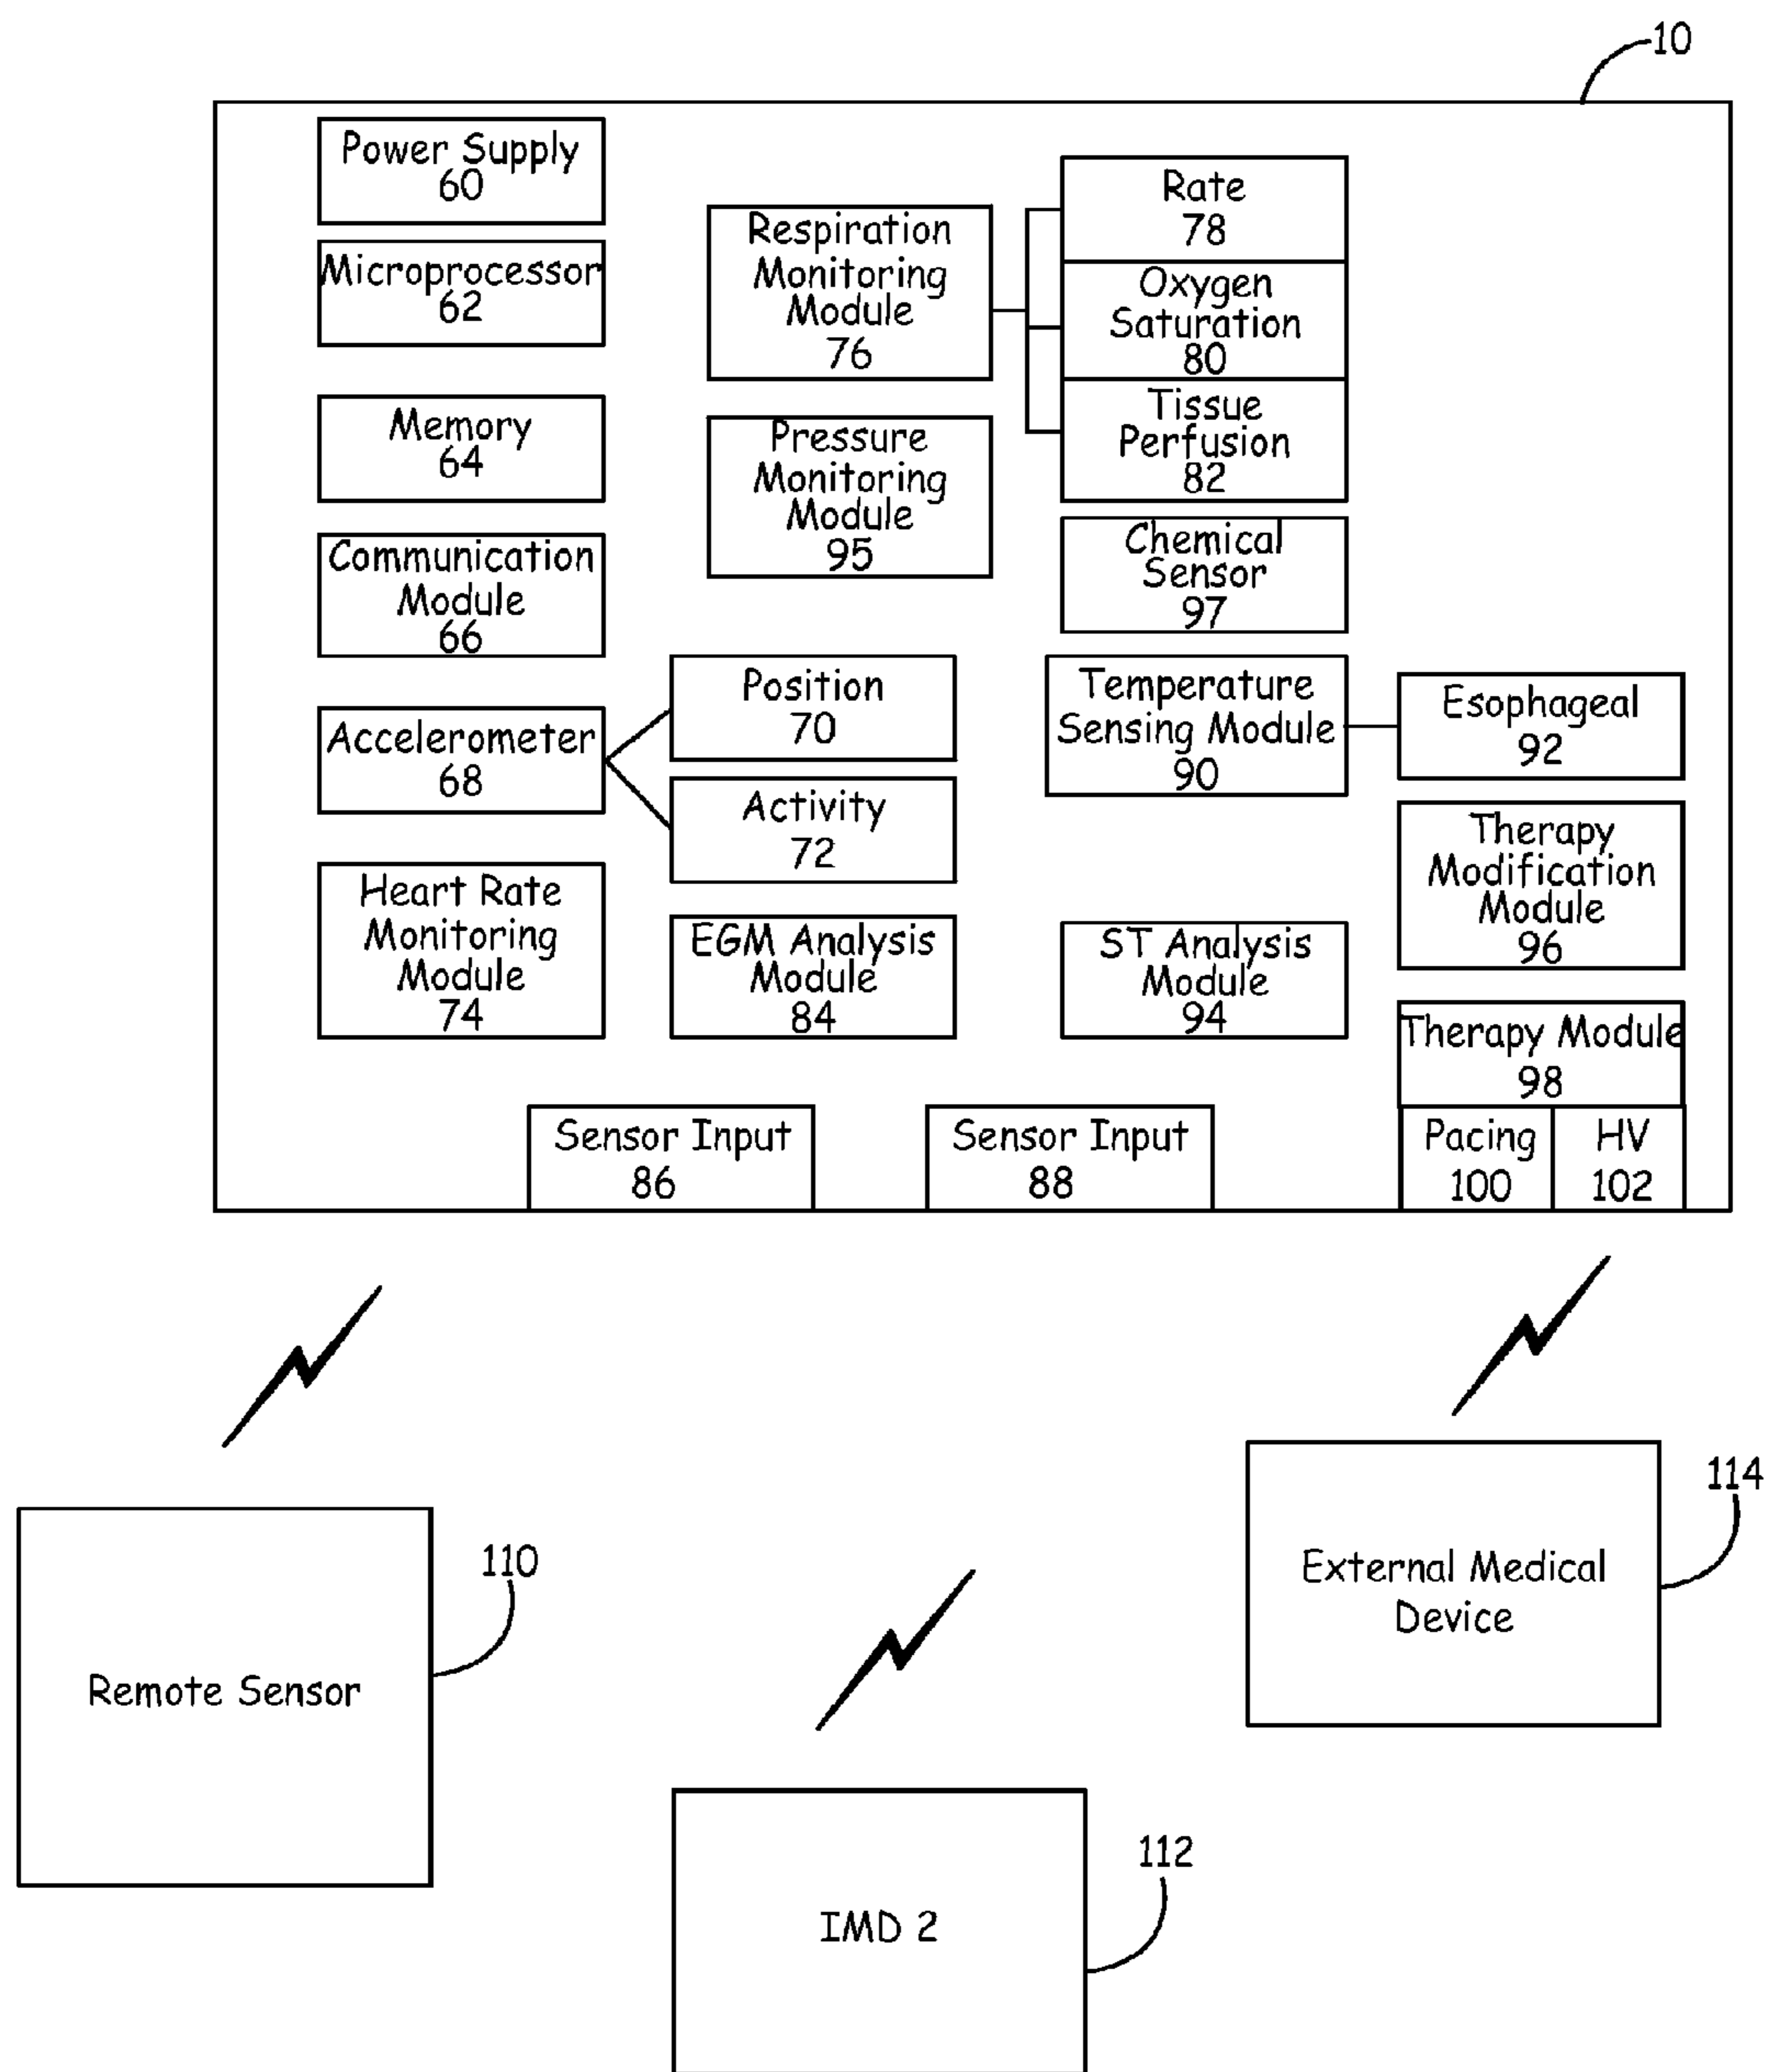 10
Power Supply
60
Microprocessor
62
Memory
64
Communication
Module
66
Accelerometer
68
Heart Rate
Monitoring
Module
74
Respiration
Monitoring
Module
76
Pressure
Monitoring
Module
95
Position
70
Activity
72
EGM Analysis
Module
84
Rate
78
Oxygen
Saturation
80
Tissue
Perfusion
82
Chemical
Sensor
97
Temperature
Sensing Module
90
ST Analysis
Module
94
Esophageal
92
Therapy
Modification
Module
96
Therapy Module
98
Pacing
100
HV
102
Sensor Input
86
Sensor Input
88
Remote Sensor
110
IMD 2
112
External Medical
Device
114